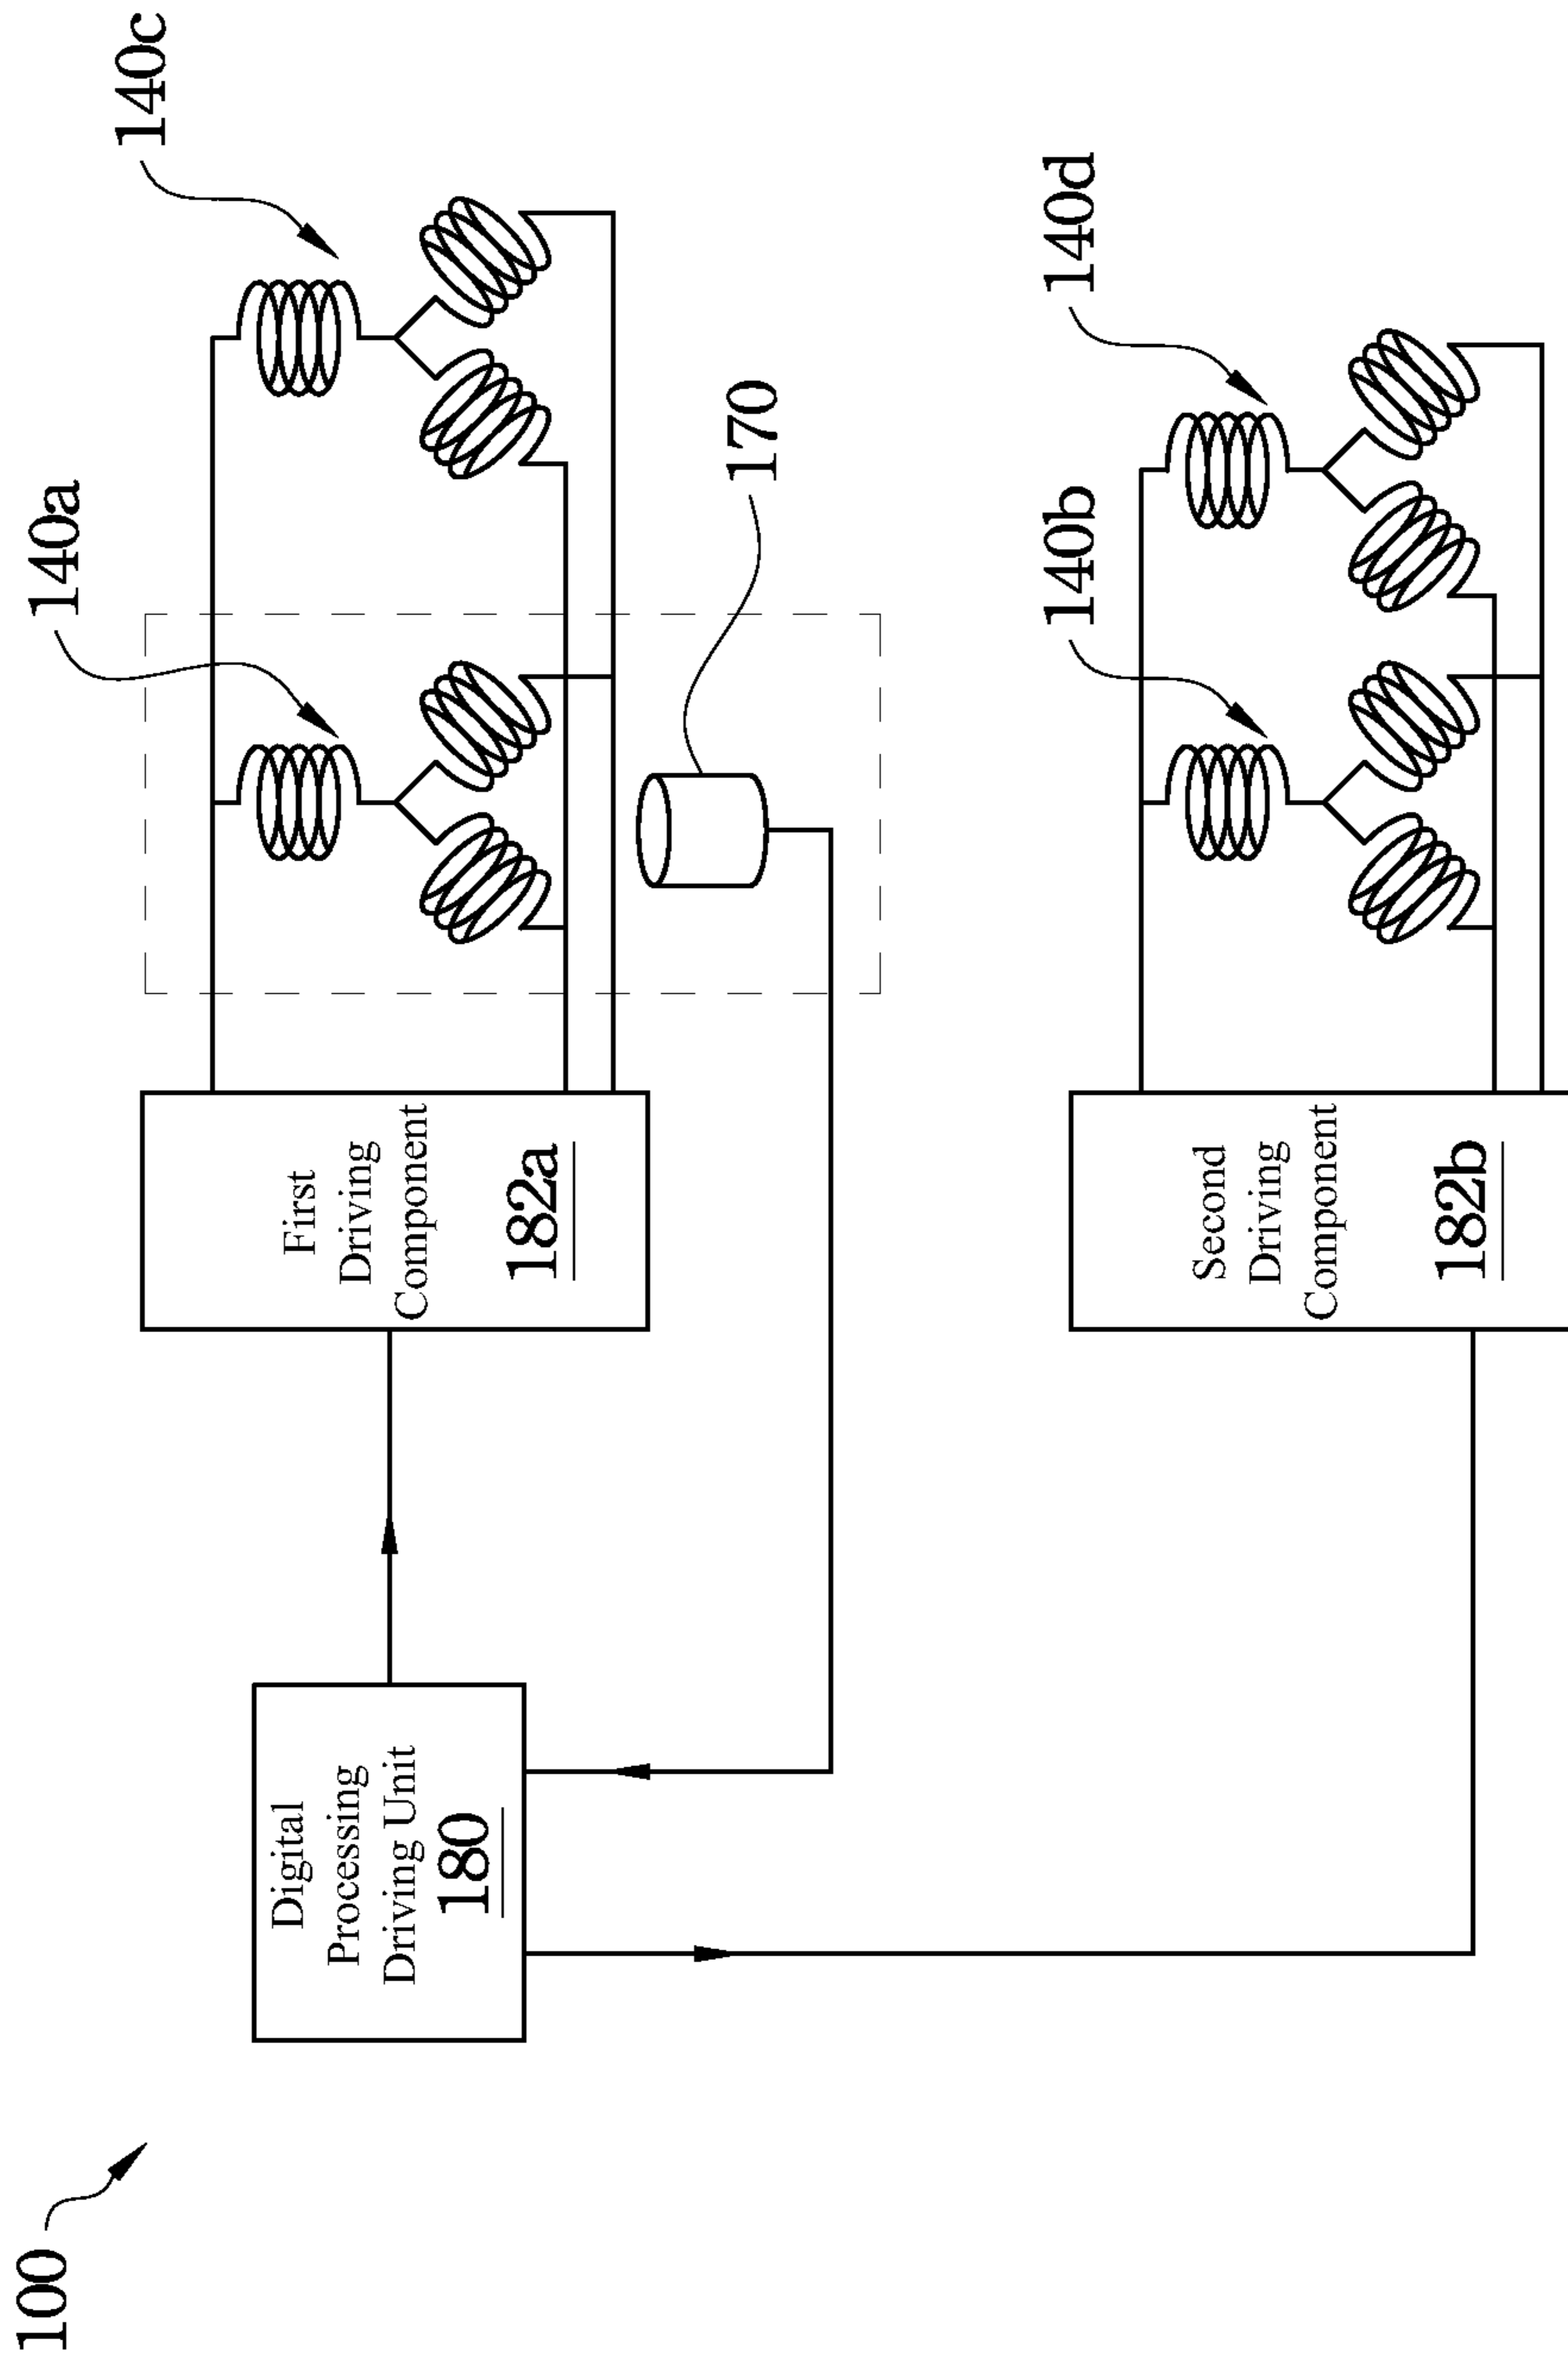 100
Digital
Processing
Driving Unit
180
First
Driving
Component
182a
140a
140c
170
Second
Driving
Component
182b
140b
140d